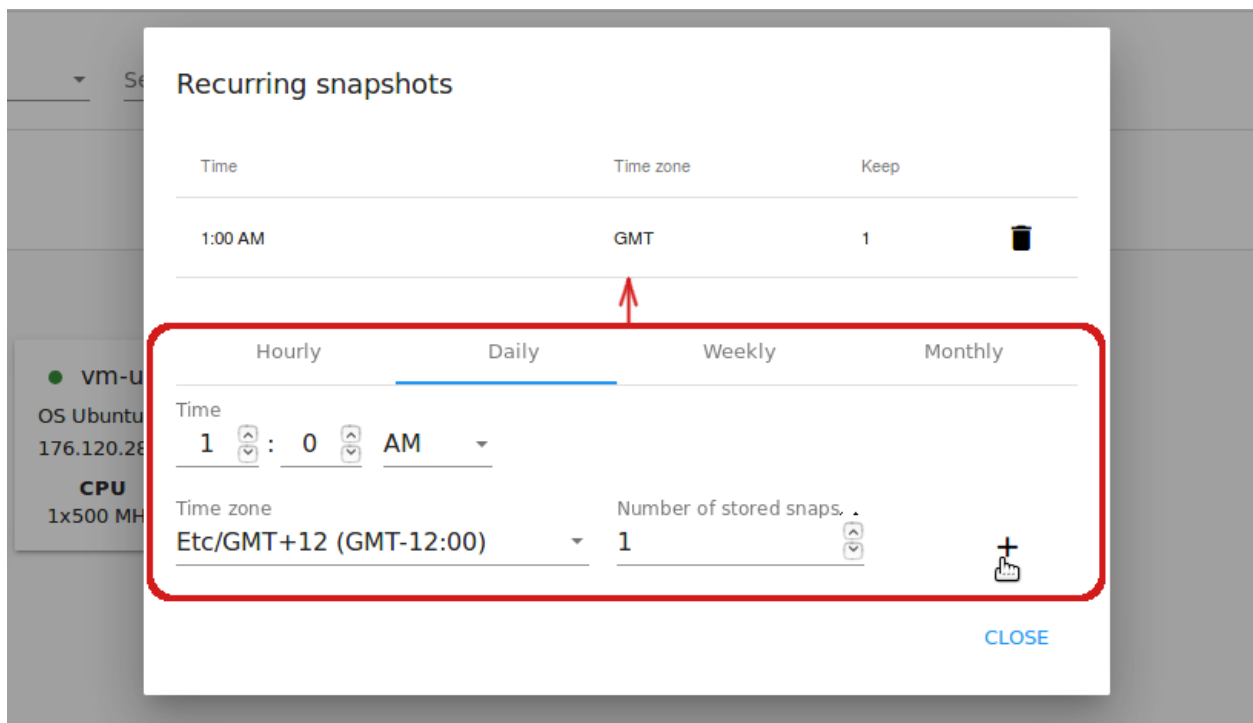 Recurring snapshots
Time Time zone Keep
1:00 AM GMT 1
Hourly Daily Weekly Monthly
vm-u
OS Ubuntu
176.120.28
CPU
1x500 MH
Time
1 : 0 AM
Time zone Number of stored snaps
Etc/GMT+12 (GMT-12:00) 1 +
CLOSE